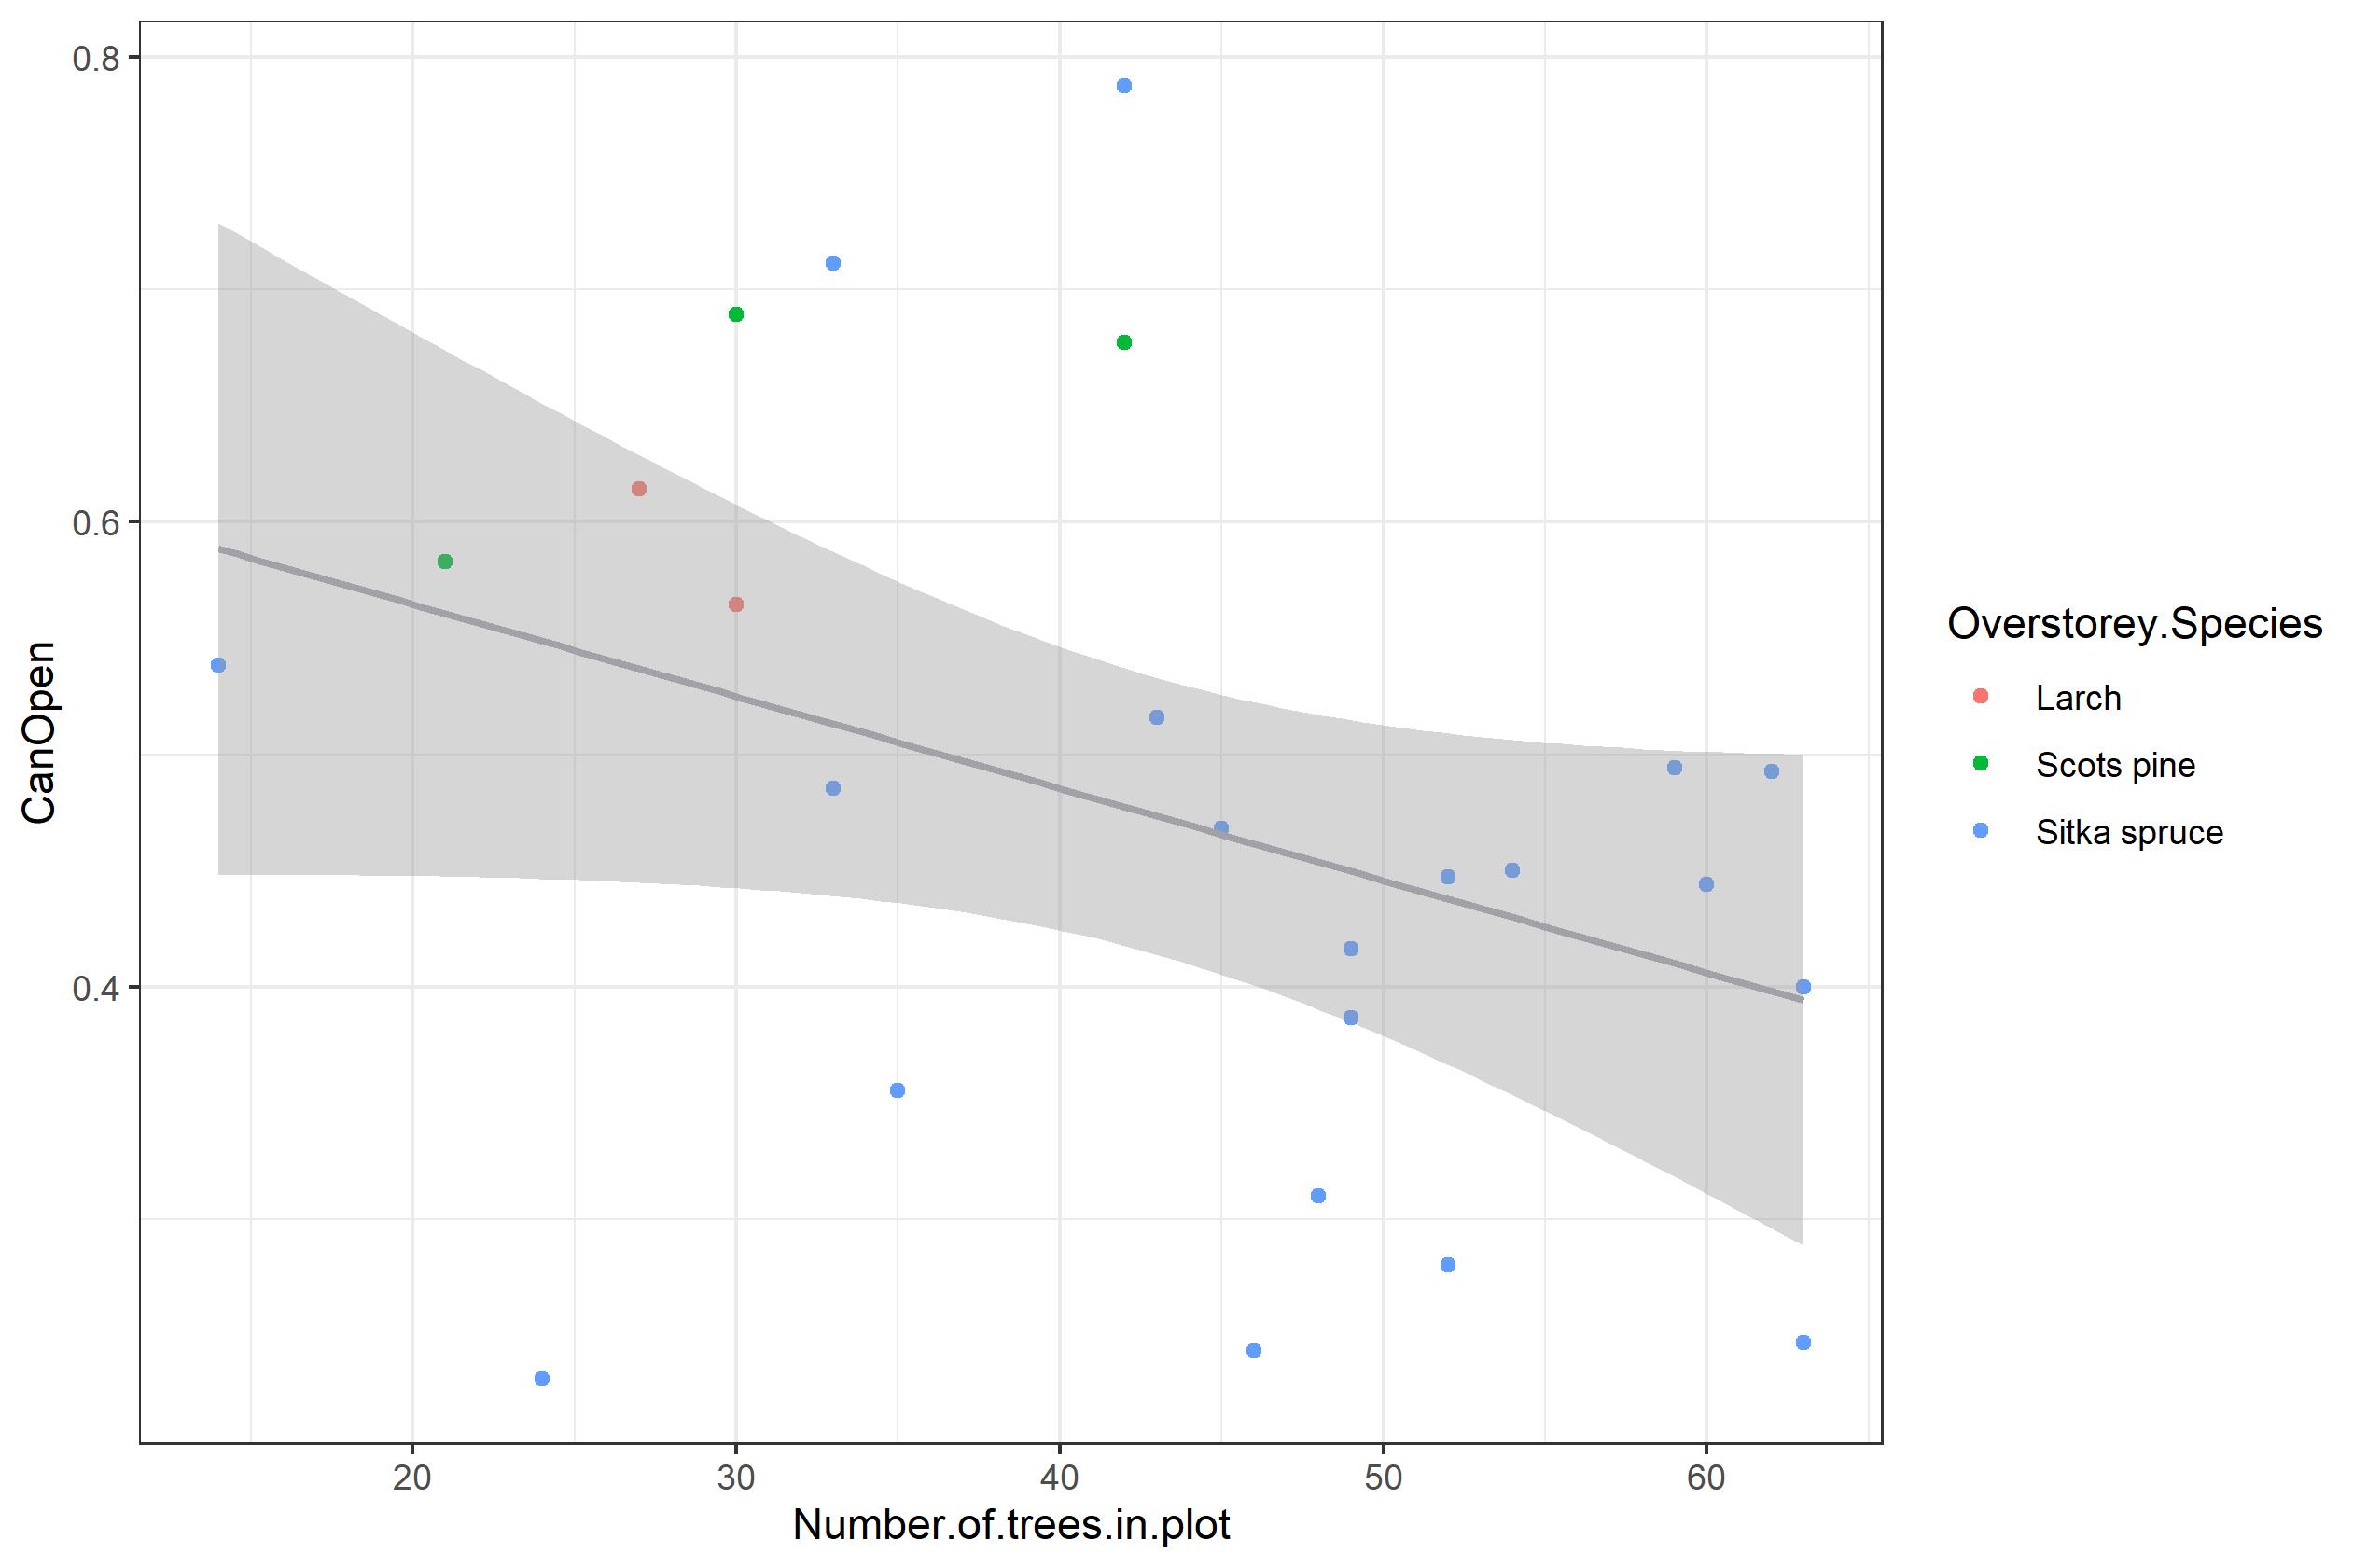 0.8
0.6
0.4
CanOpen
20 30 40 50 60
Number.of.trees.in.plot
Overstorey.Species
Larch
Scots pine
Sitka spruce